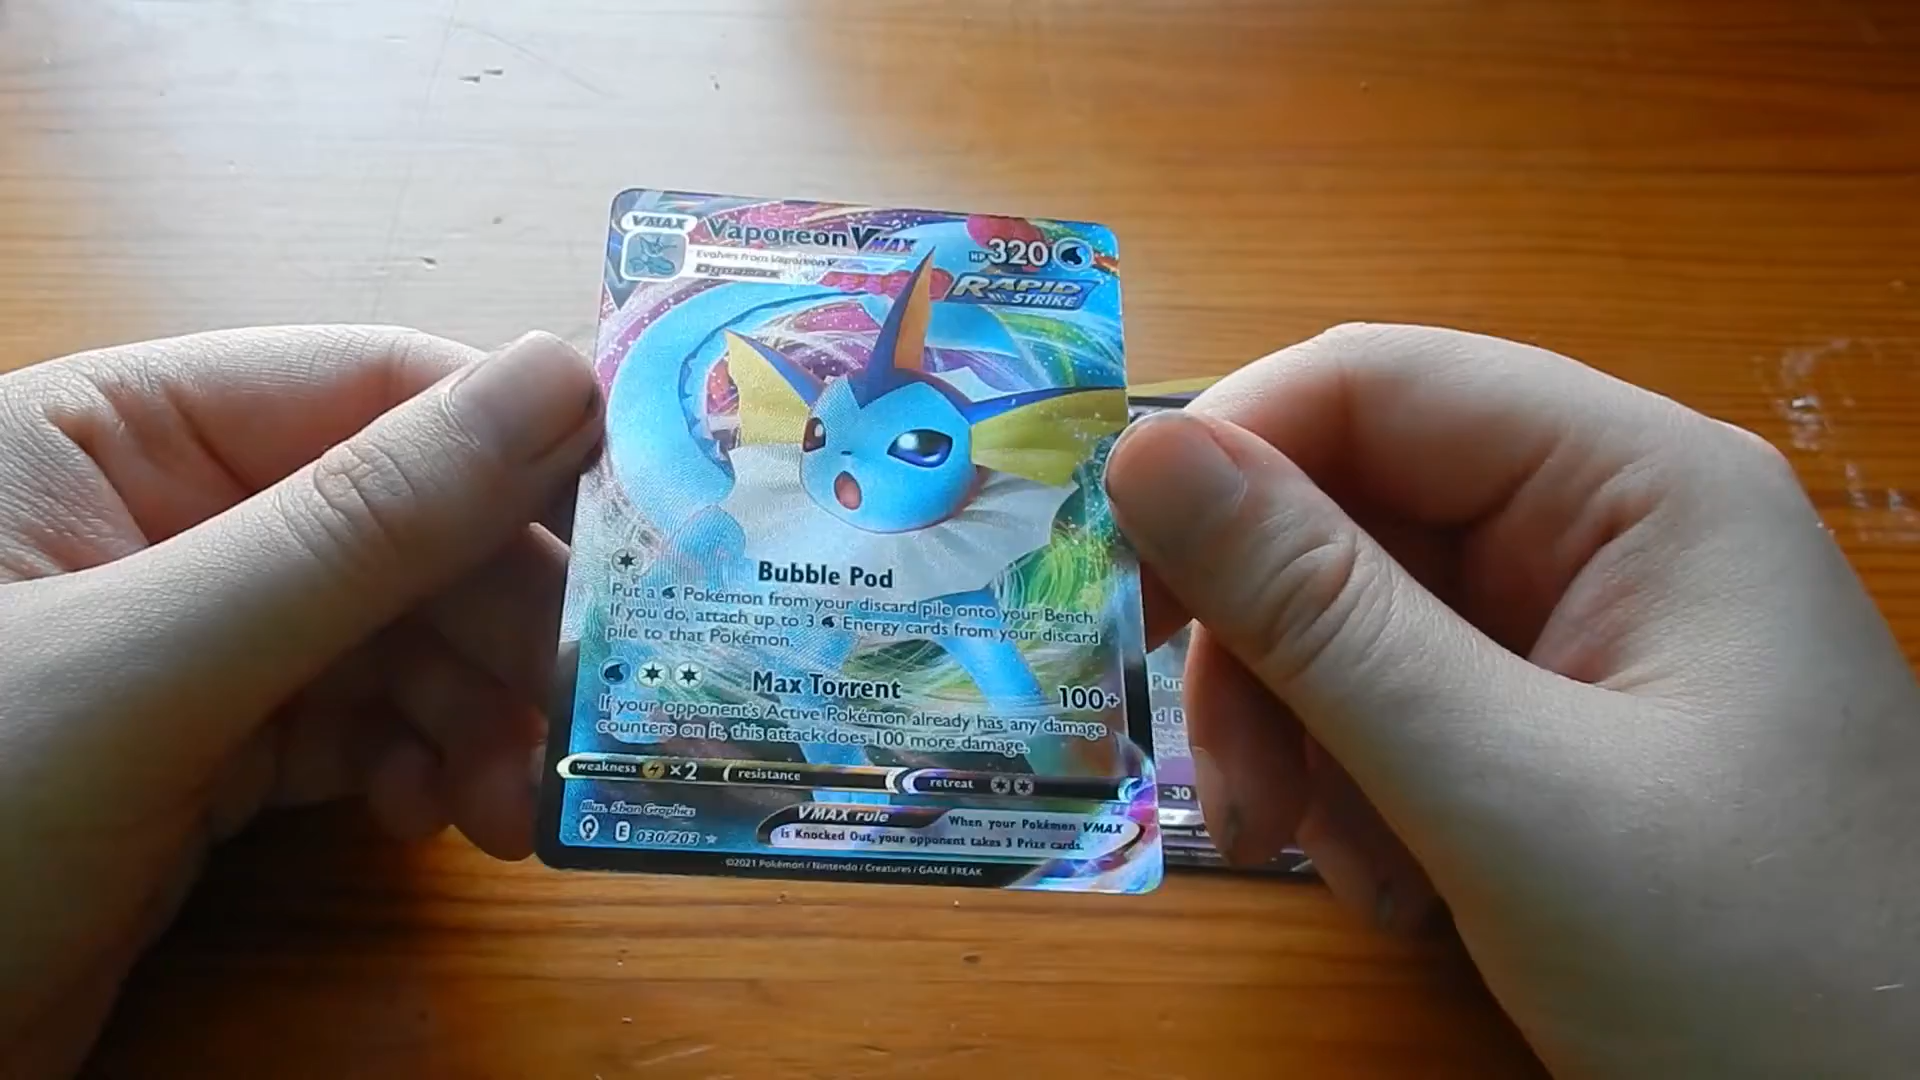 VMAX
Vaporeon VMAX
HP 320
Evolves from Vaporeon V
Dynamax
RAPID
STRIKE
Bubble Pod
Put a Pokémon from your discard pile onto your Bench.
If you do, attach up to 3 Energy cards from your discard
pile to that Pokémon.
Max Torrent 100+
If your opponent's Active Pokémon already has any damage
counters on it, this attack does 100 more damage.
weakness ×2 resistance retreat
Illus. 5ban Graphics
VMAX rule When your Pokémon VMAX
is Knocked Out, your opponent takes 3 Prize cards.
E 030/203
©2021 Pokémon / Nintendo / Creatures / GAME FREAK
-30